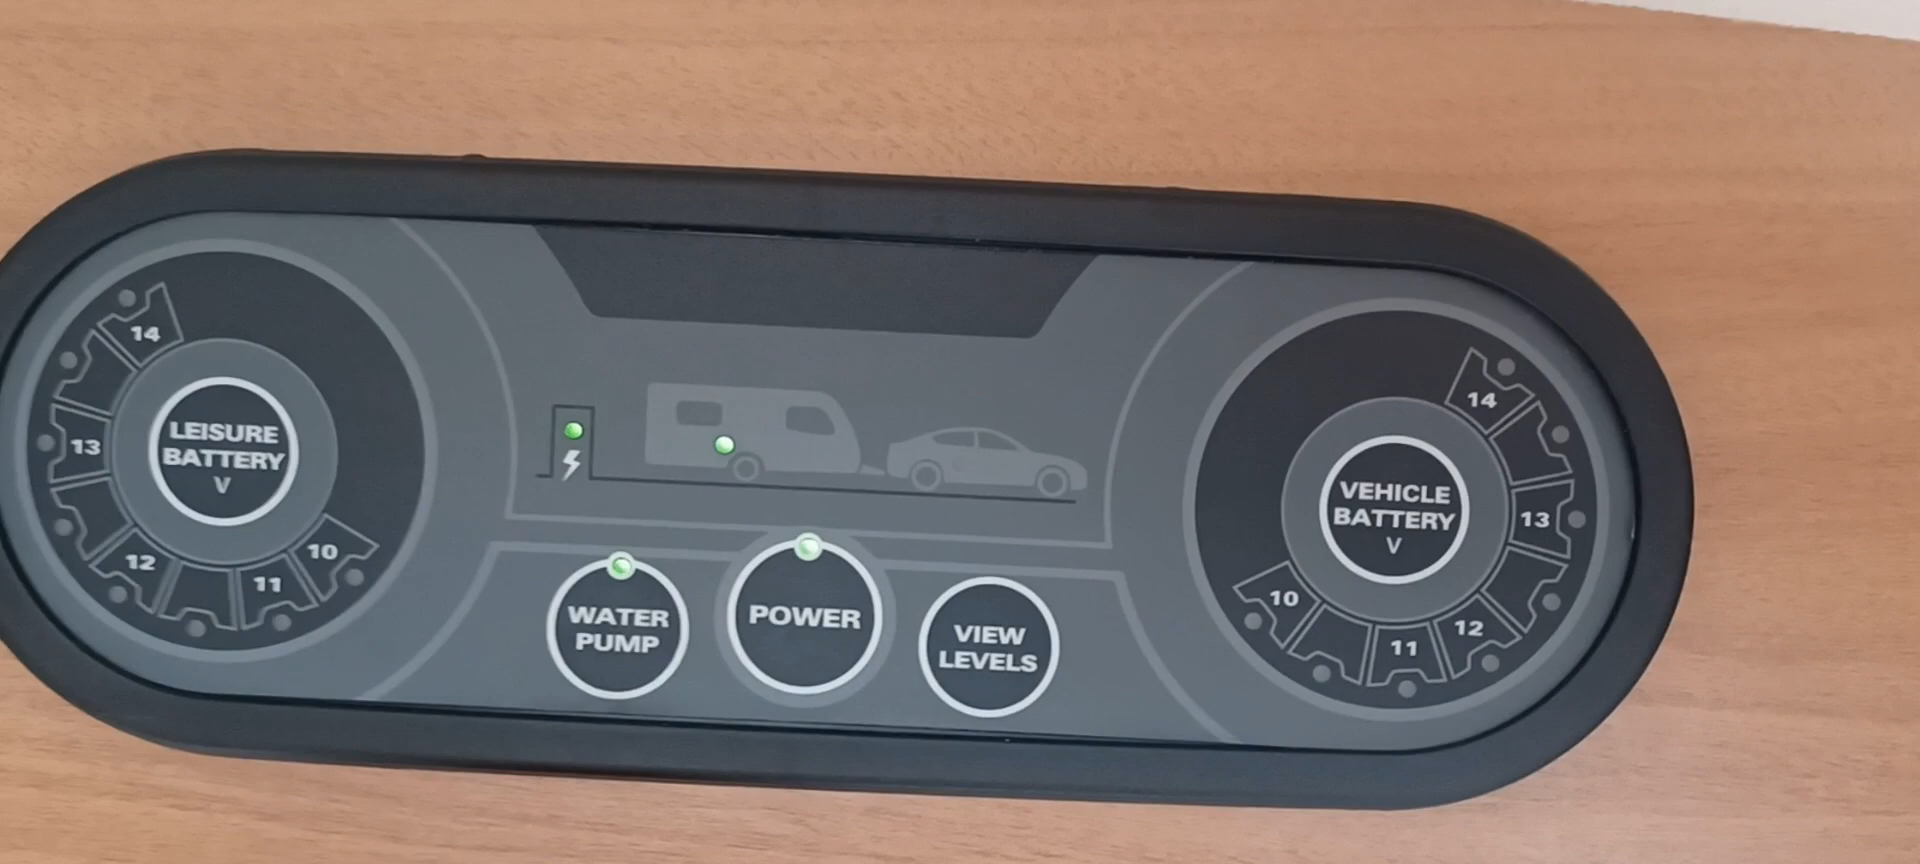 14
13
12
11
10
LEISURE
BATTERY
V
WATER
PUMP
POWER
VIEW
LEVELS
14
13
12
11
10
VEHICLE
BATTERY
V